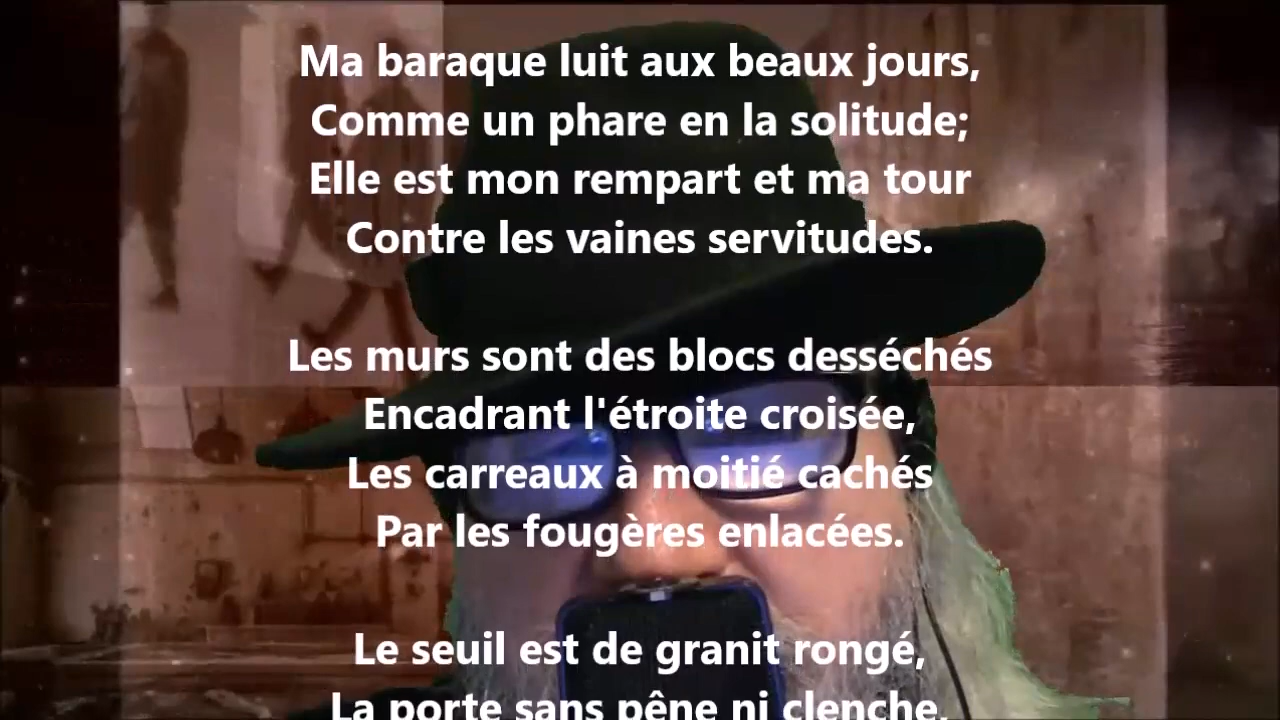 Ma baraque luit aux beaux jours,
Comme un phare en la solitude;
Elle est mon rempart et ma tour
Contre les vaines servitudes.
Les murs sont des blocs desséchés
Encadrant l'étroite croisée,
Les carreaux à moitié cachés
Par les fougères enlacées.
Le seuil est de granit rongé,
La porte sans pêne ni clenche,